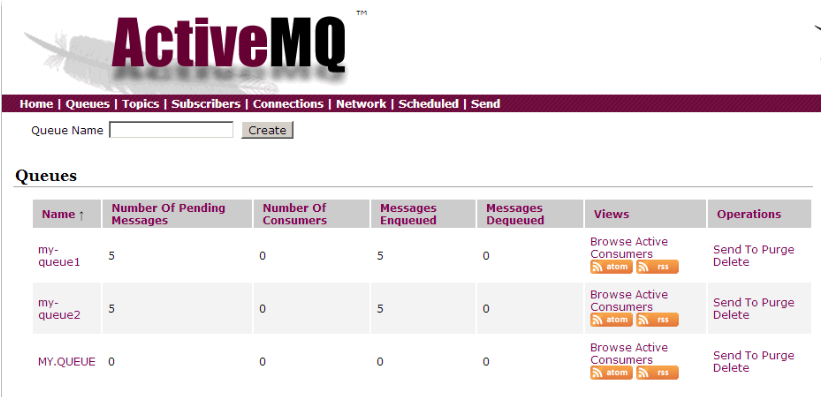 ActiveMQ ™
Home | Queues | Topics | Subscribers | Connections | Network | Scheduled | Send
Queue Name Create
Queues
Name ↑ Number Of Pending Messages Number Of Consumers Messages Enqueued Messages Dequeued Views Operations
my-queue1 5 0 5 0 Browse Active Consumers atom rss Send To Purge Delete
my-queue2 5 0 5 0 Browse Active Consumers atom rss Send To Purge Delete
MY.QUEUE 0 0 0 0 Browse Active Consumers atom rss Send To Purge Delete